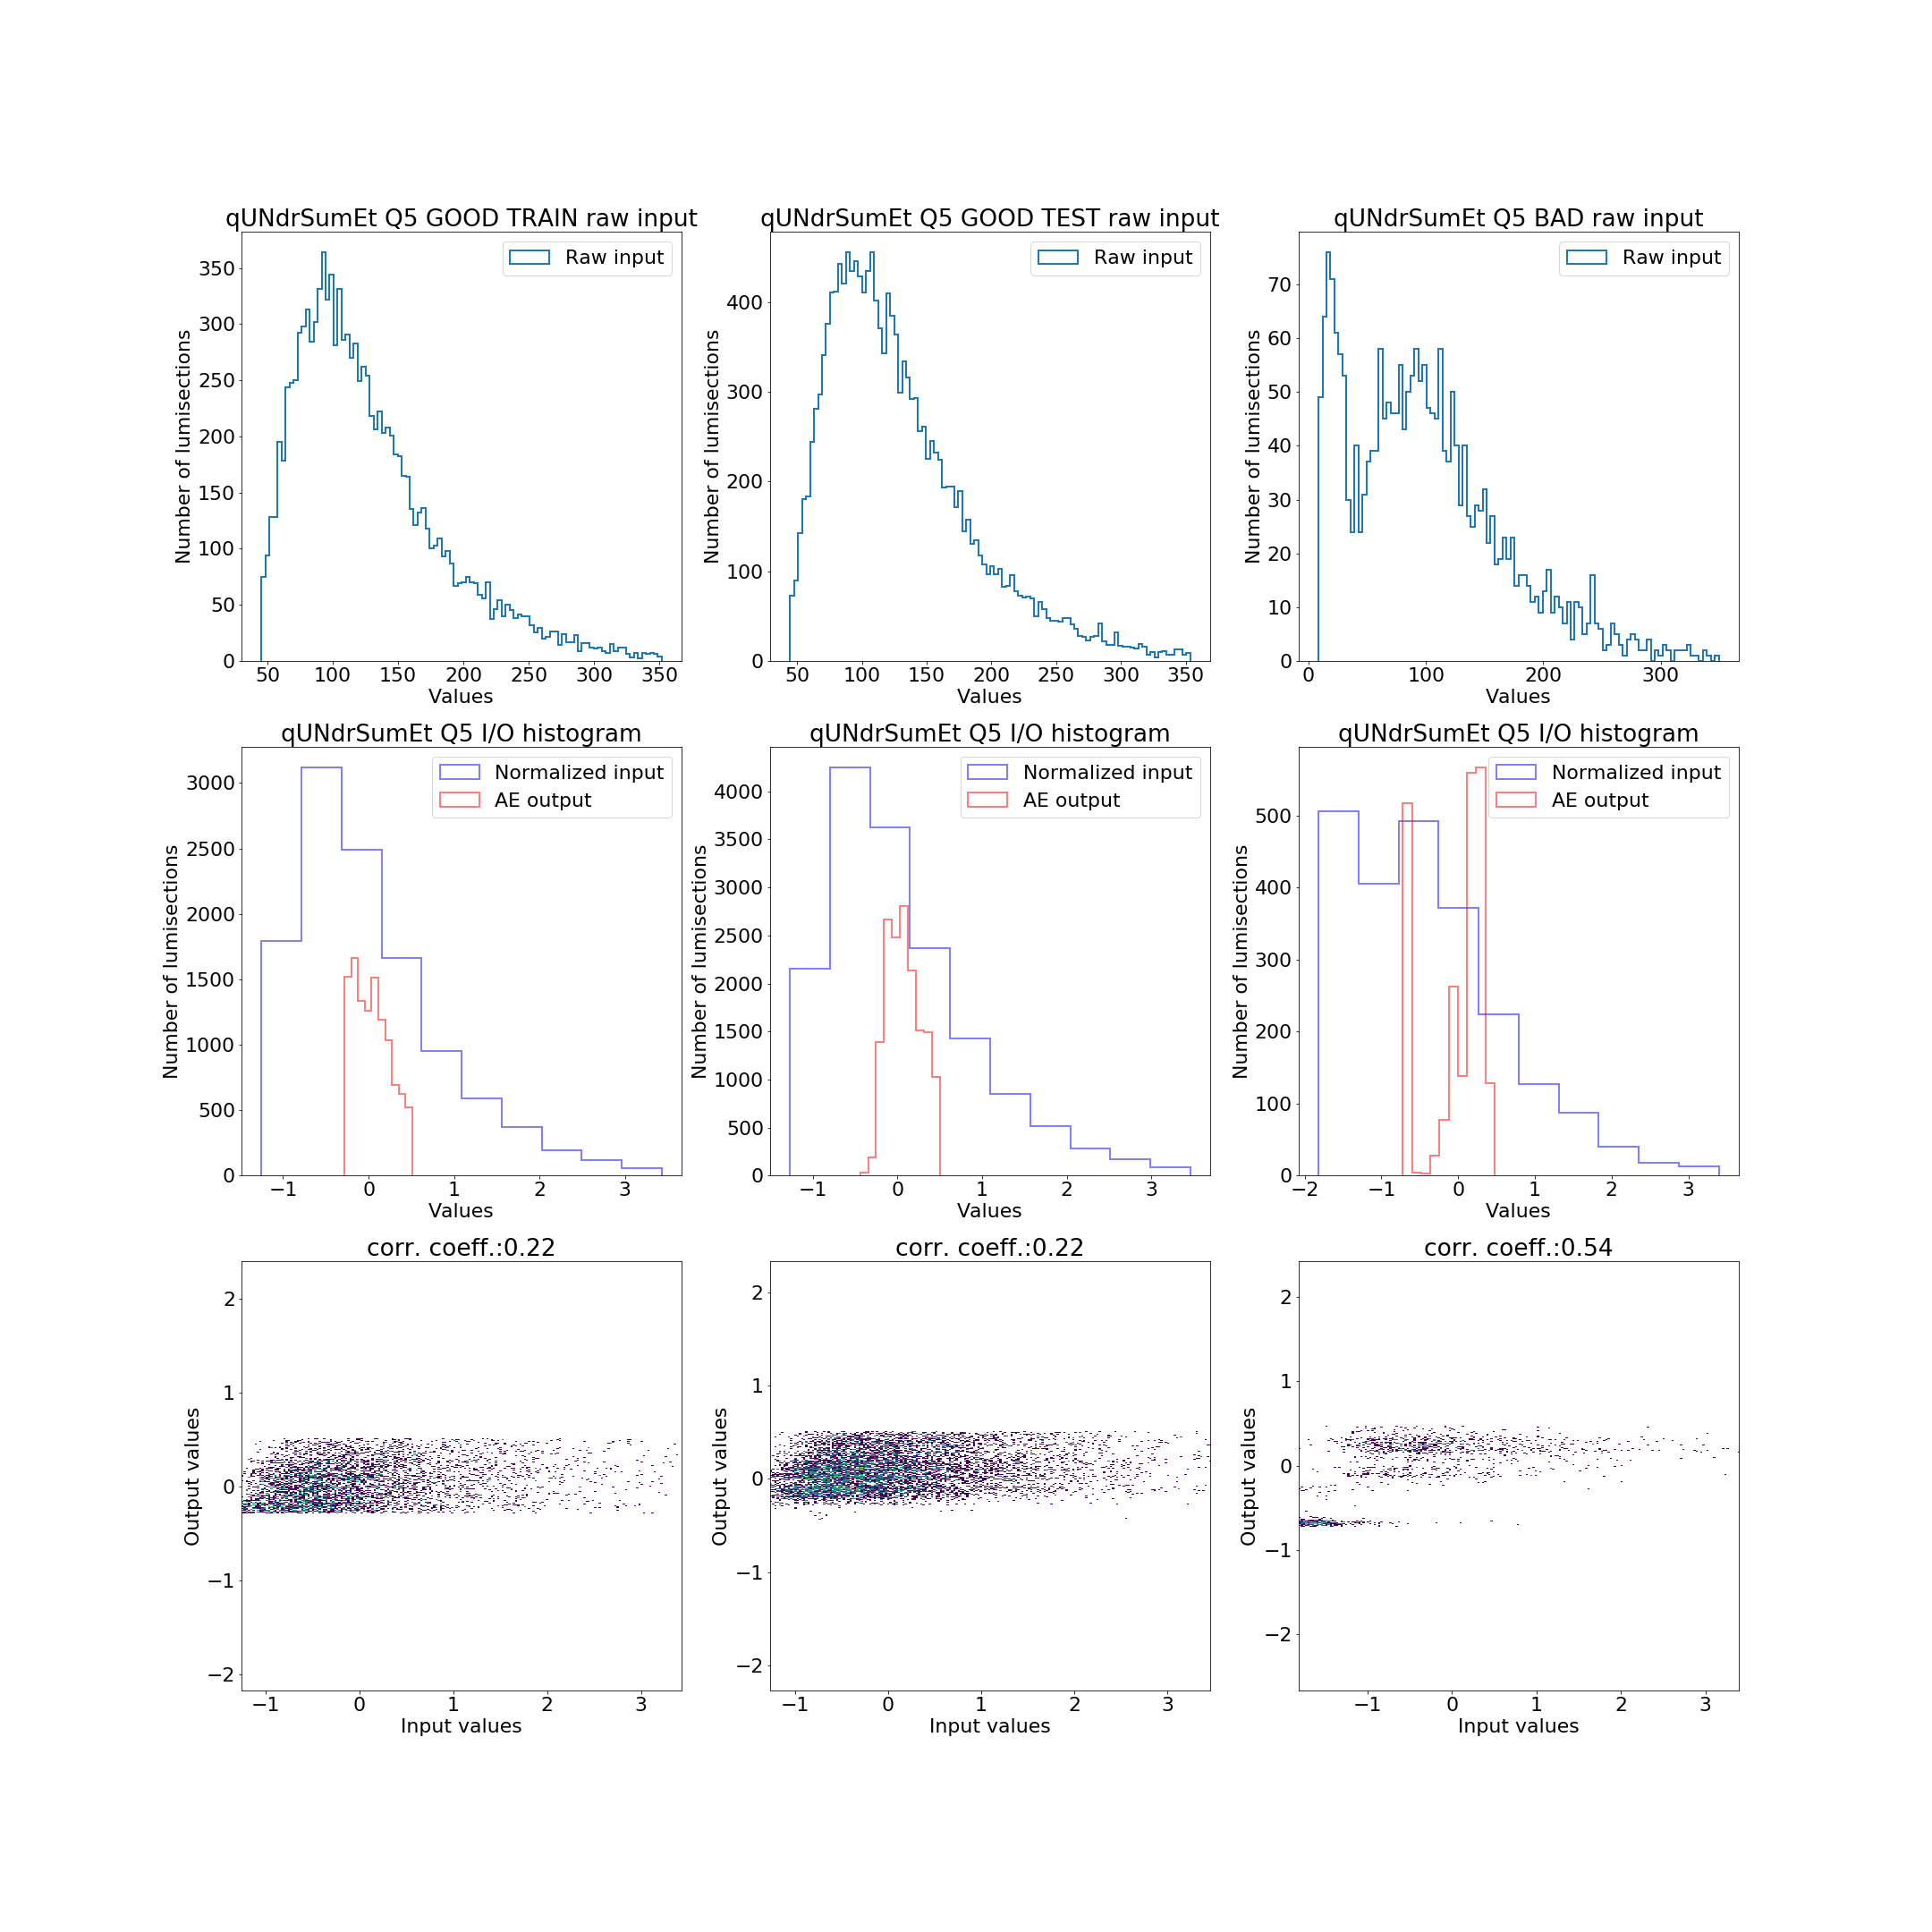 qUNdrSumEt Q5 GOOD TRAIN raw input
Raw input
Number of lumisections
0
50
100
150
200
250
300
350
50 100 150 200 250 300 350
Values
qUNdrSumEt Q5 GOOD TEST raw input
Raw input
Number of lumisections
0
100
200
300
400
50 100 150 200 250 300 350
Values
qUNdrSumEt Q5 BAD raw input
Raw input
Number of lumisections
0
10
20
30
40
50
60
70
0 100 200 300
Values
qUNdrSumEt Q5 I/O histogram
Normalized input
AE output
Number of lumisections
0
500
1000
1500
2000
2500
3000
−1 0 1 2 3
Values
qUNdrSumEt Q5 I/O histogram
Normalized input
AE output
Number of lumisections
0
500
1000
1500
2000
2500
3000
3500
4000
−1 0 1 2 3
Values
qUNdrSumEt Q5 I/O histogram
Normalized input
AE output
Number of lumisections
0
100
200
300
400
500
−2 −1 0 1 2 3
Values
corr. coeff.:0.22
Output values
2
1
0
−1
−2
−1 0 1 2 3
Input values
corr. coeff.:0.22
Output values
2
1
0
−1
−2
−1 0 1 2 3
Input values
corr. coeff.:0.54
Output values
2
1
0
−1
−2
−1 0 1 2 3
Input values